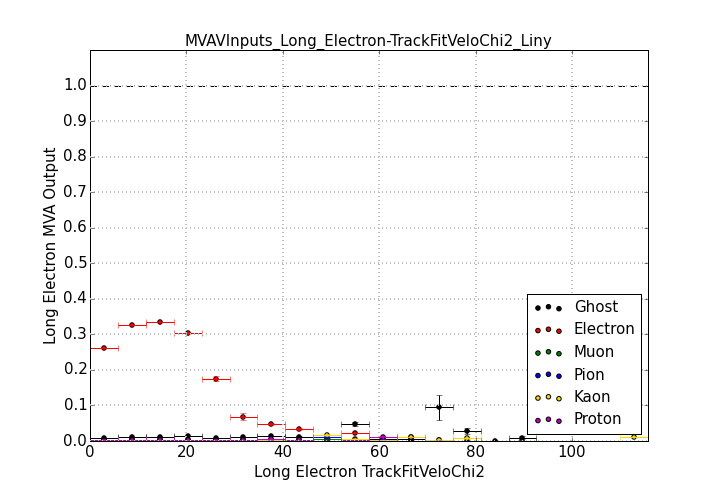 MVAVInputs_Long_Electron-TrackFitVeloChi2_Liny
1.0
0.9
0.8
0.7
0.6
0.5
0.4
0.3
0.2
0.1
0.0
Long Electron MVA Output
Ghost
Electron
Muon
Pion
Kaon
Proton
0 20 40 60 80 100
Long Electron TrackFitVeloChi2